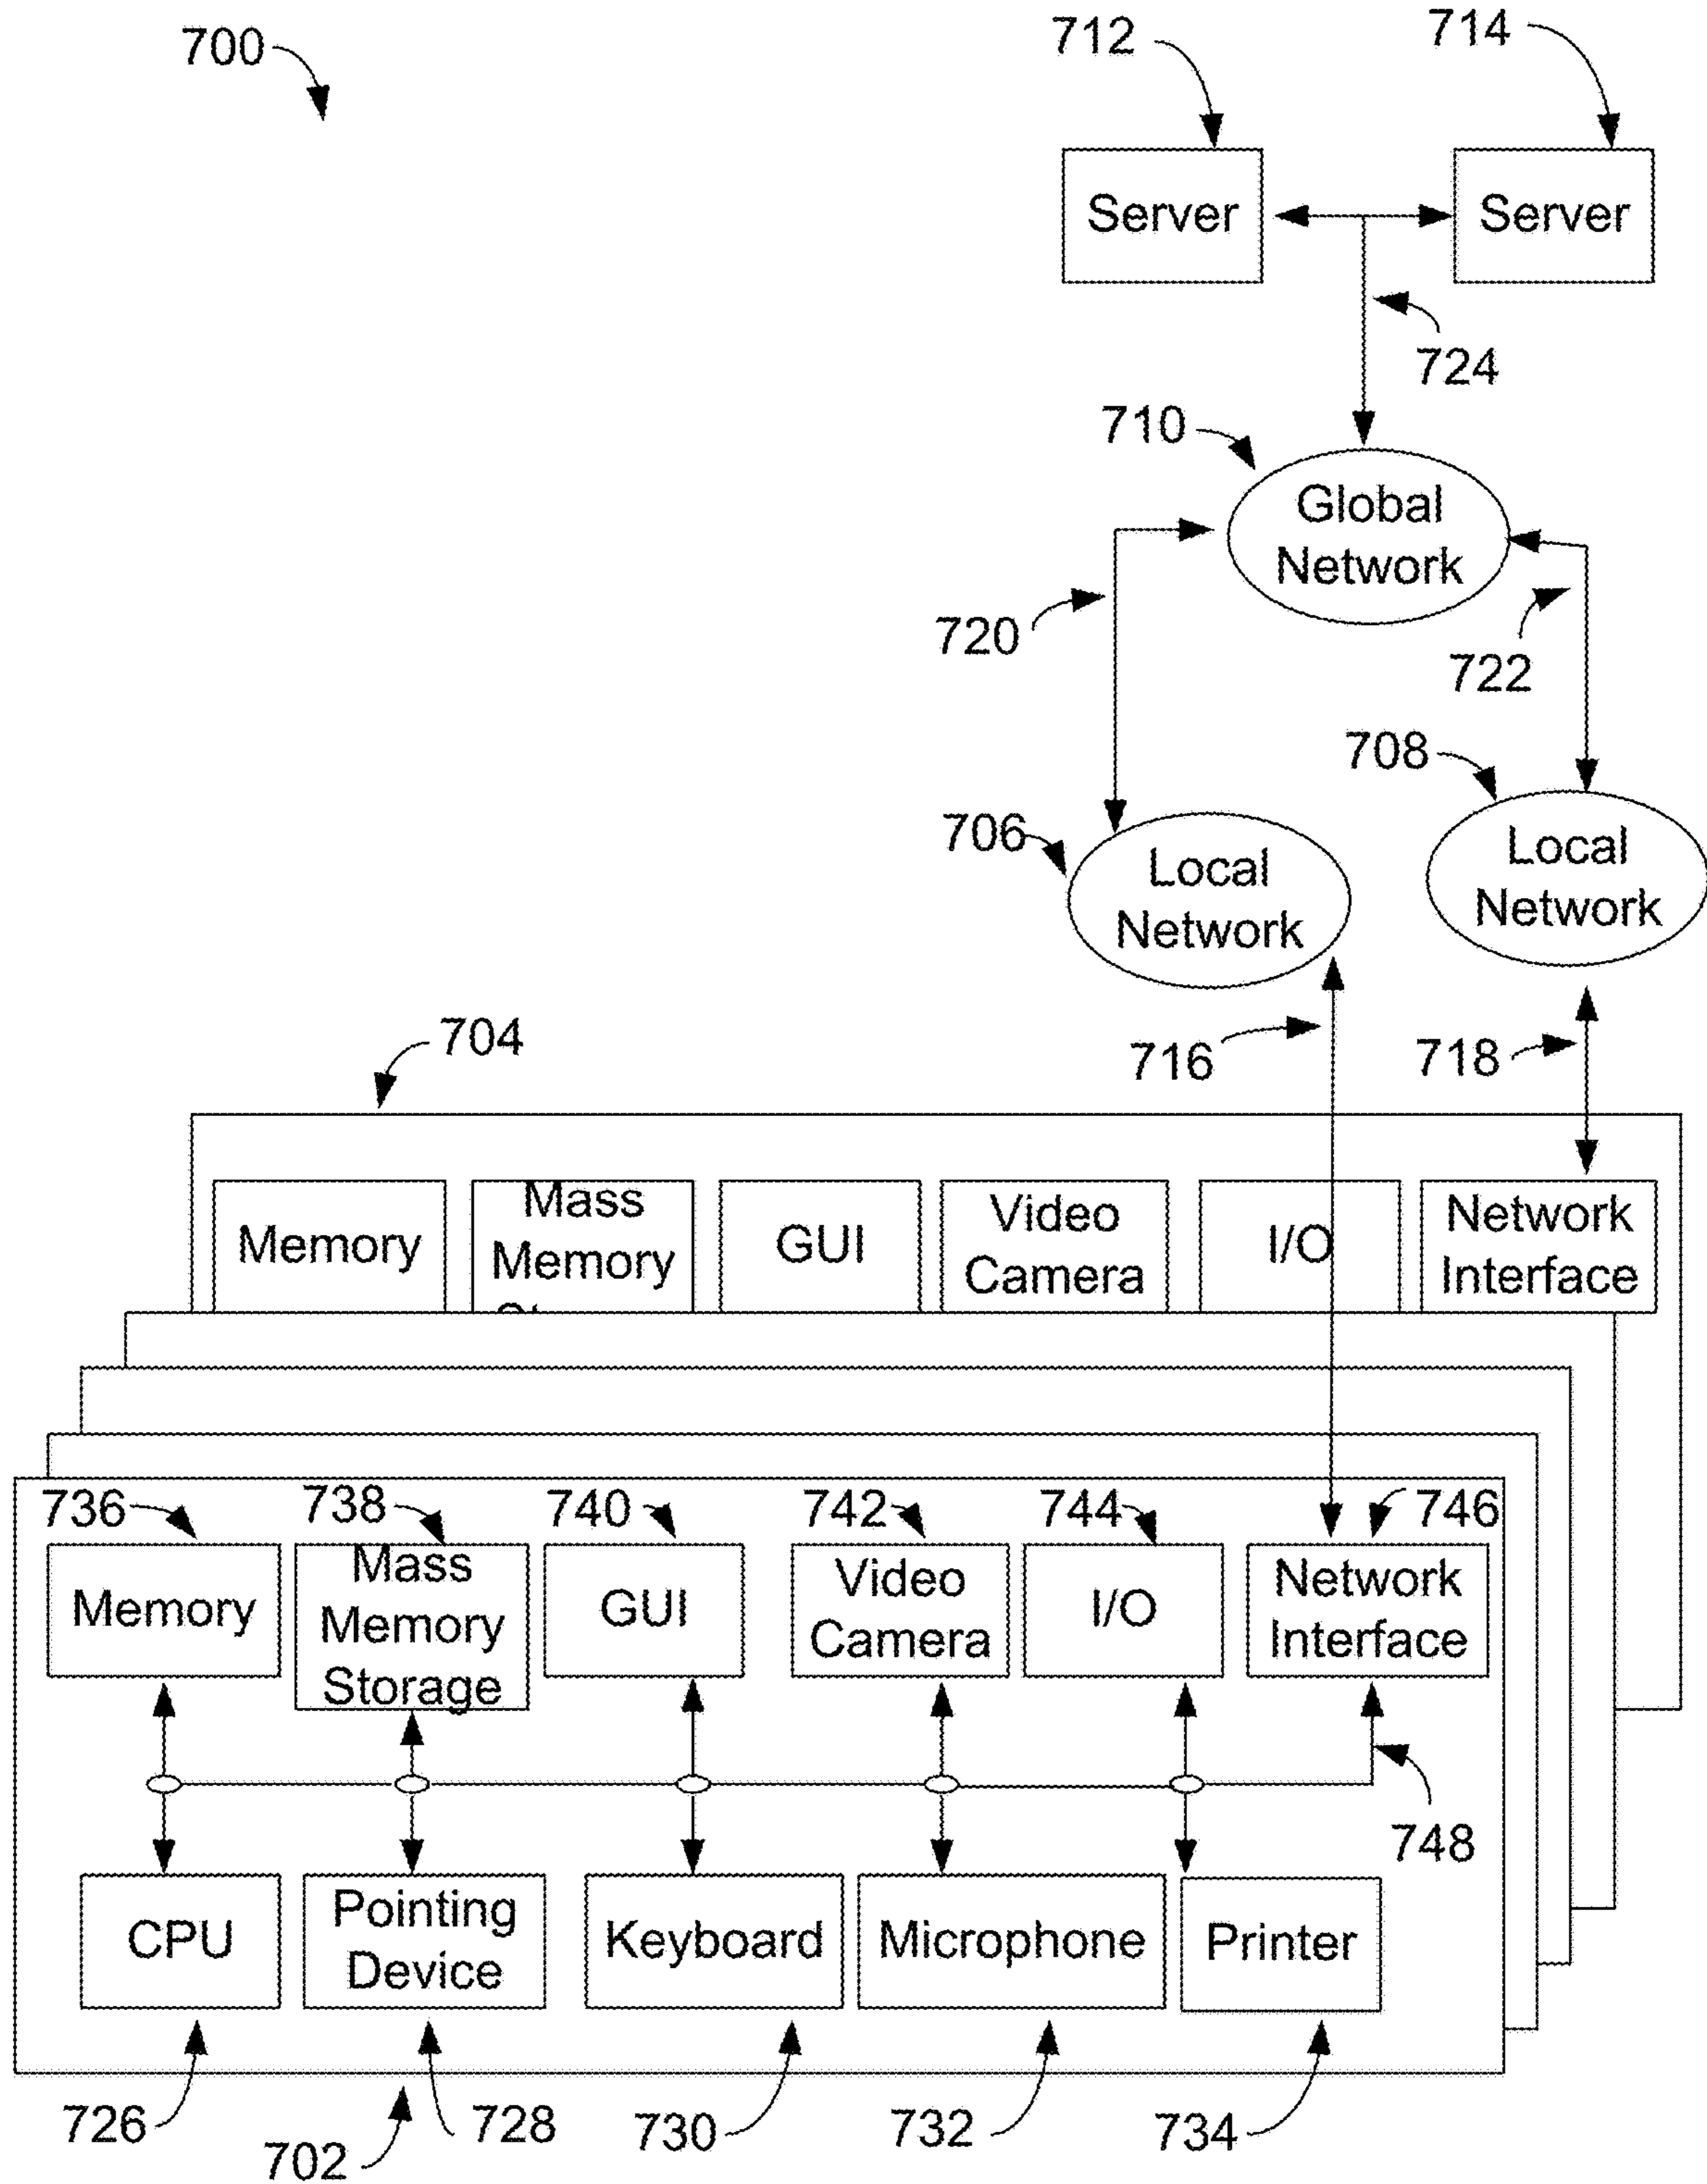 700
712
714
Server
Server
724
710
Global
Network
720
722
708
706
Local
Network
Local
Network
704
716
718
Memory
Mass
Memory
GUI
Video
Camera
I/O
Network
Interface
736
738
740
742
744
746
Memory
Mass
Memory
Storage
GUI
Video
Camera
I/O
Network
Interface
748
CPU
Pointing
Device
Keyboard
Microphone
Printer
726
702
728
730
732
734